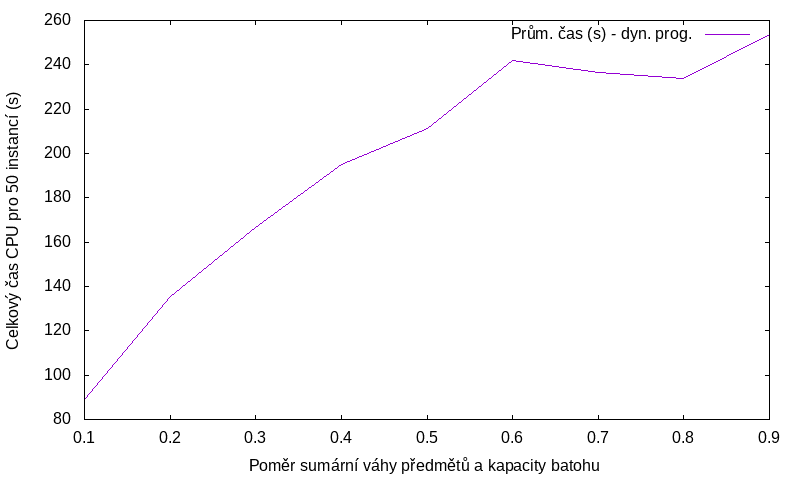 Prům. čas (s) - dyn. prog.
260
240
220
200
180
160
140
120
100
80
Celkový čas CPU pro 50 instancí (s)
0.1 0.2 0.3 0.4 0.5 0.6 0.7 0.8 0.9
Poměr sumární váhy předmětů a kapacity batohu